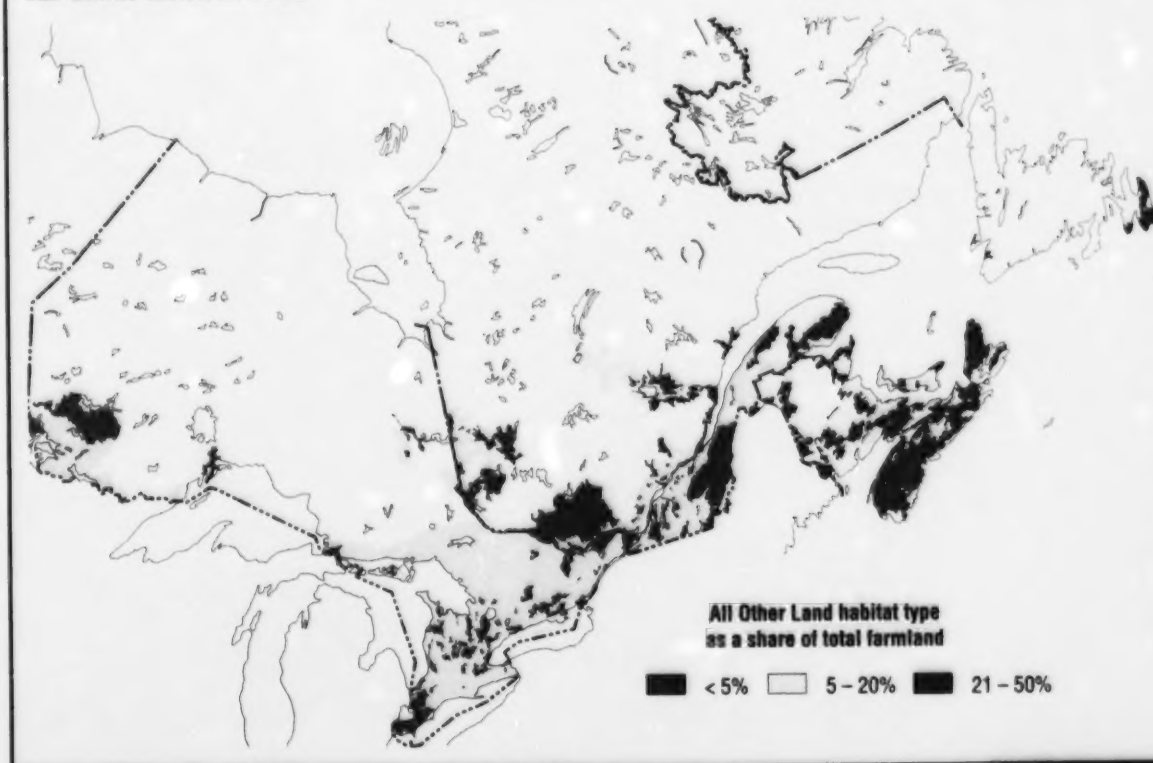 All Other Land habitat type
as a share of total farmland
< 5% 5 – 20% 21 – 50%